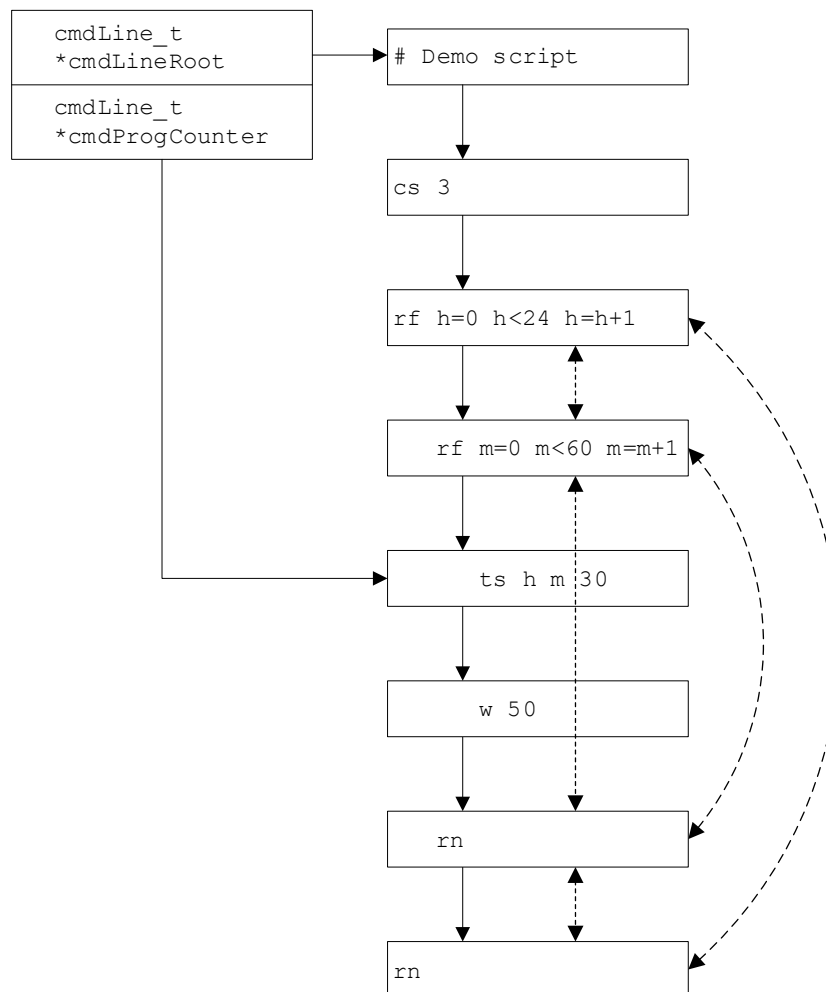 cmdLine_t
*cmdLineRoot
cmdLine_t
*cmdProgCounter
# Demo script
cs 3
rf h=0 h<24 h=h+1
rf m=0 m<60 m=m+1
ts h m 30
w 50
rn
rn